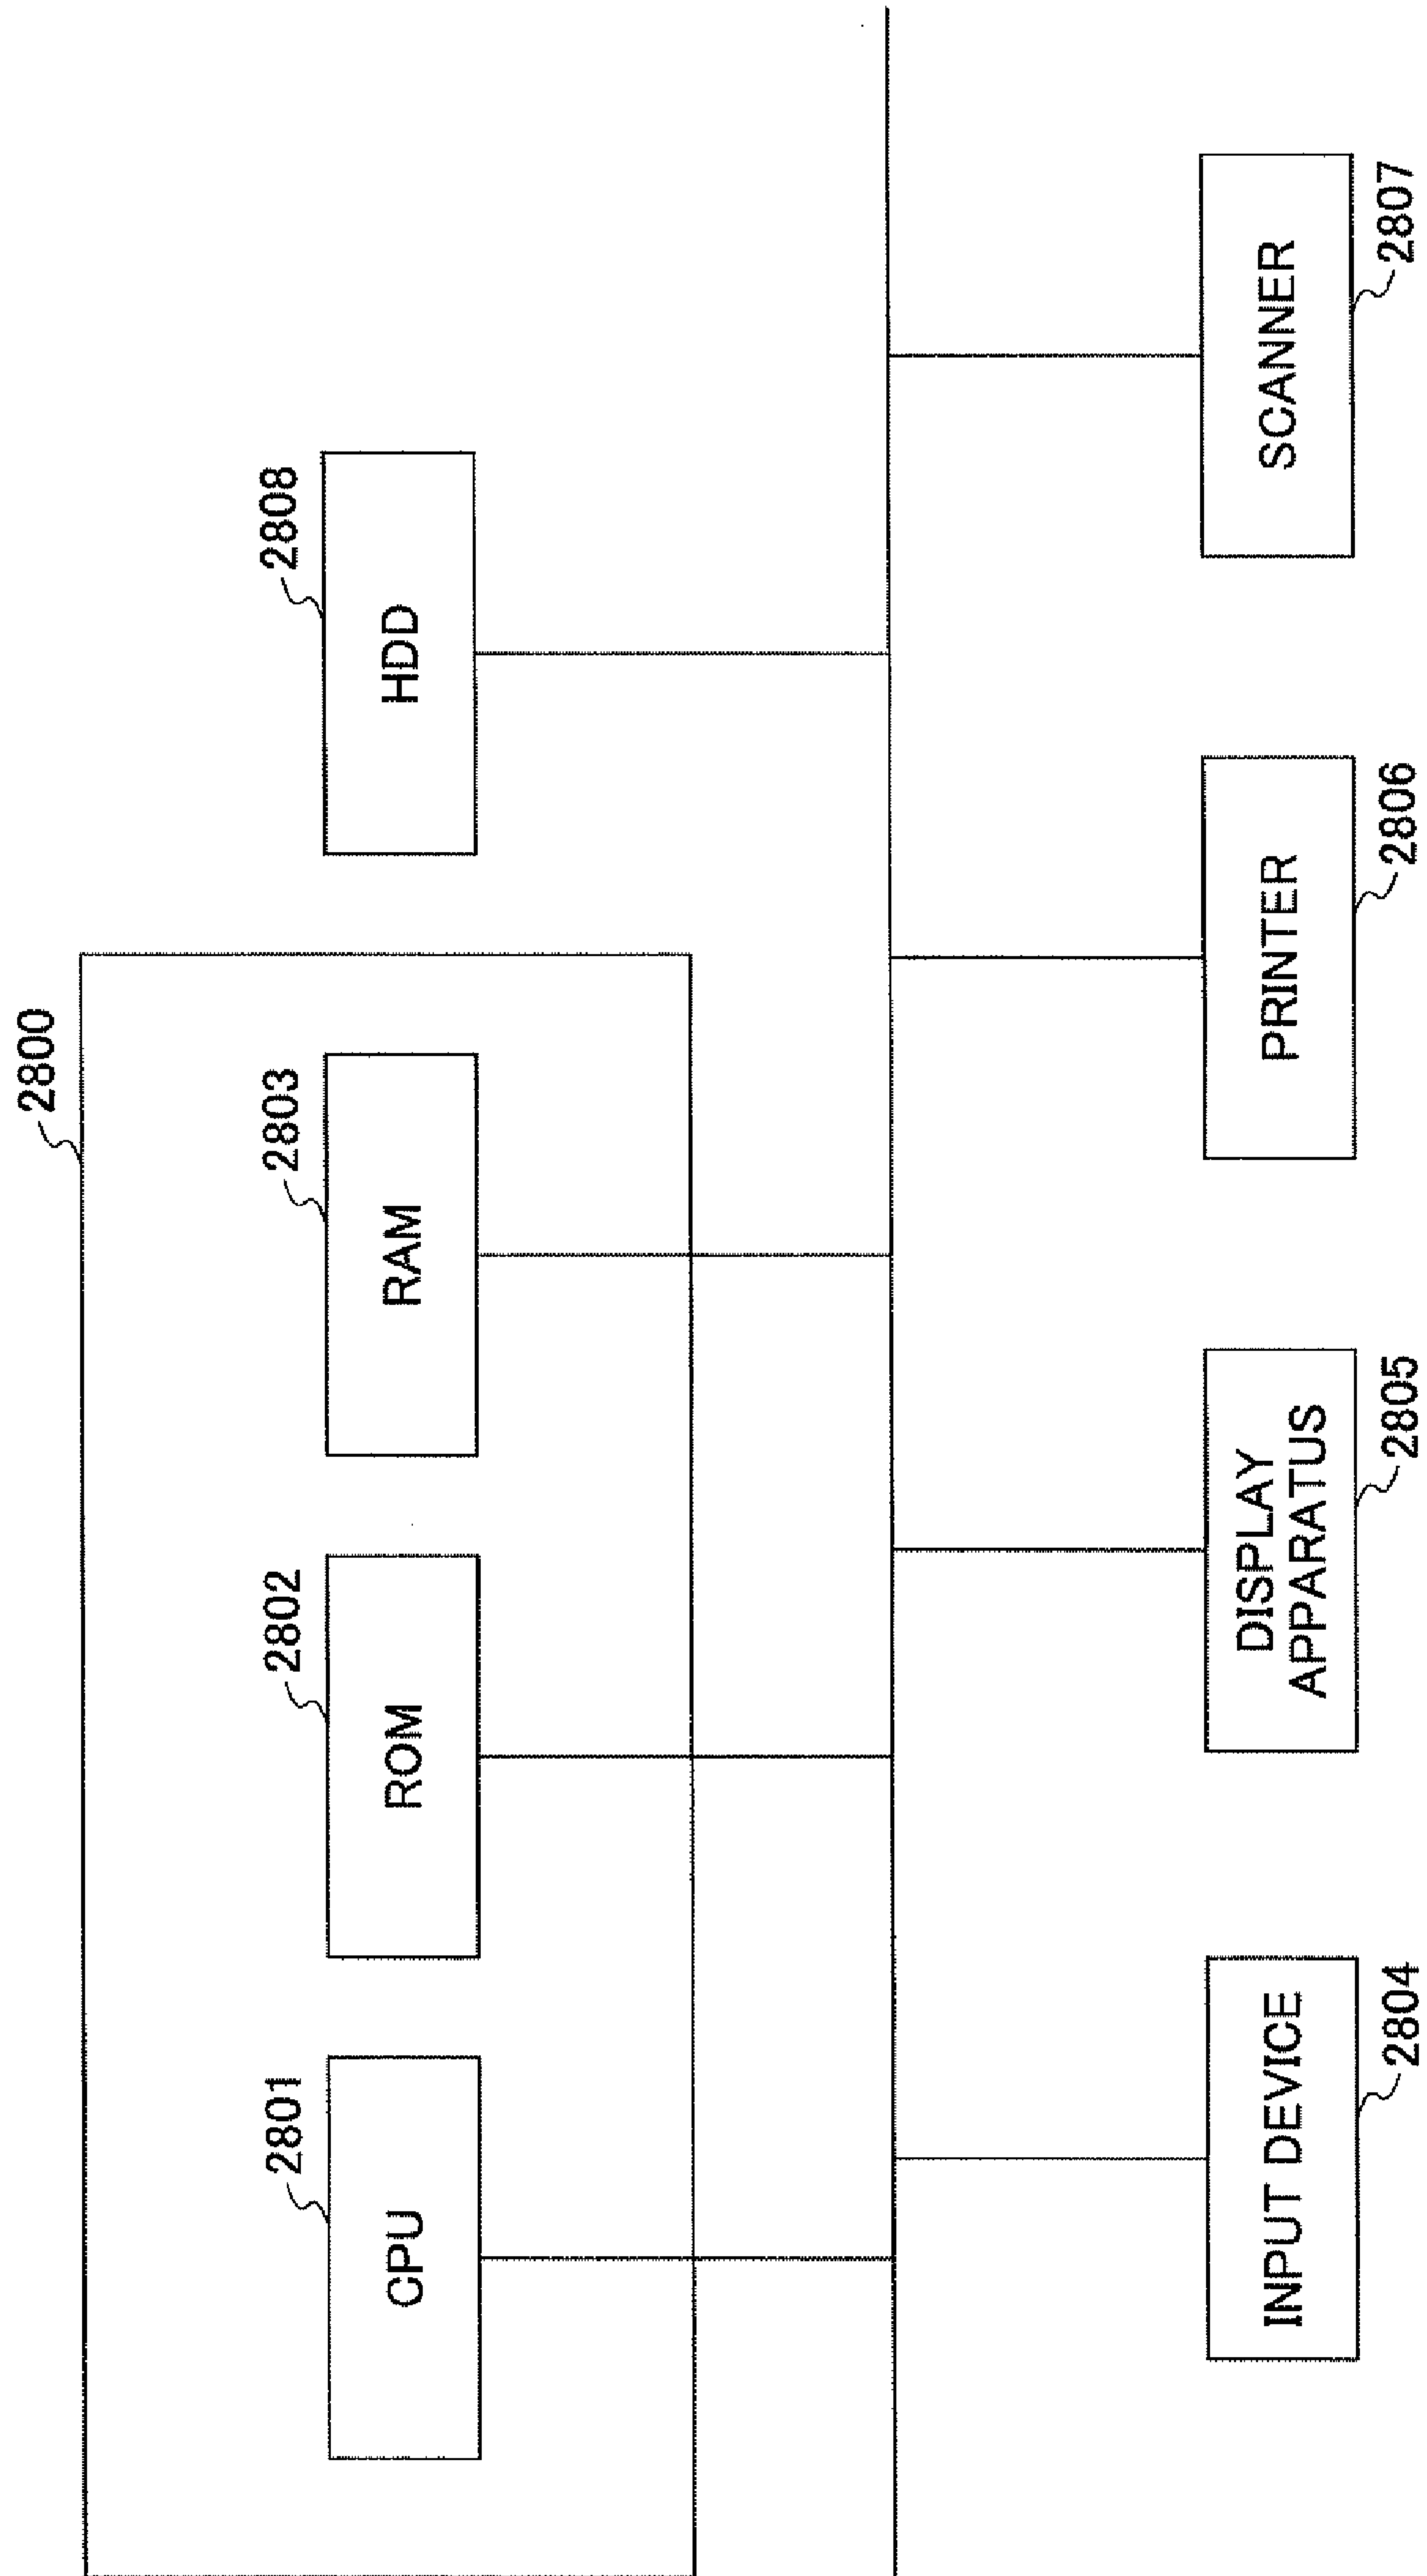 2800
2801
CPU
2802
ROM
2803
RAM
2808
HDD
INPUT DEVICE
2804
DISPLAY
APPARATUS
2805
PRINTER
2806
SCANNER
2807